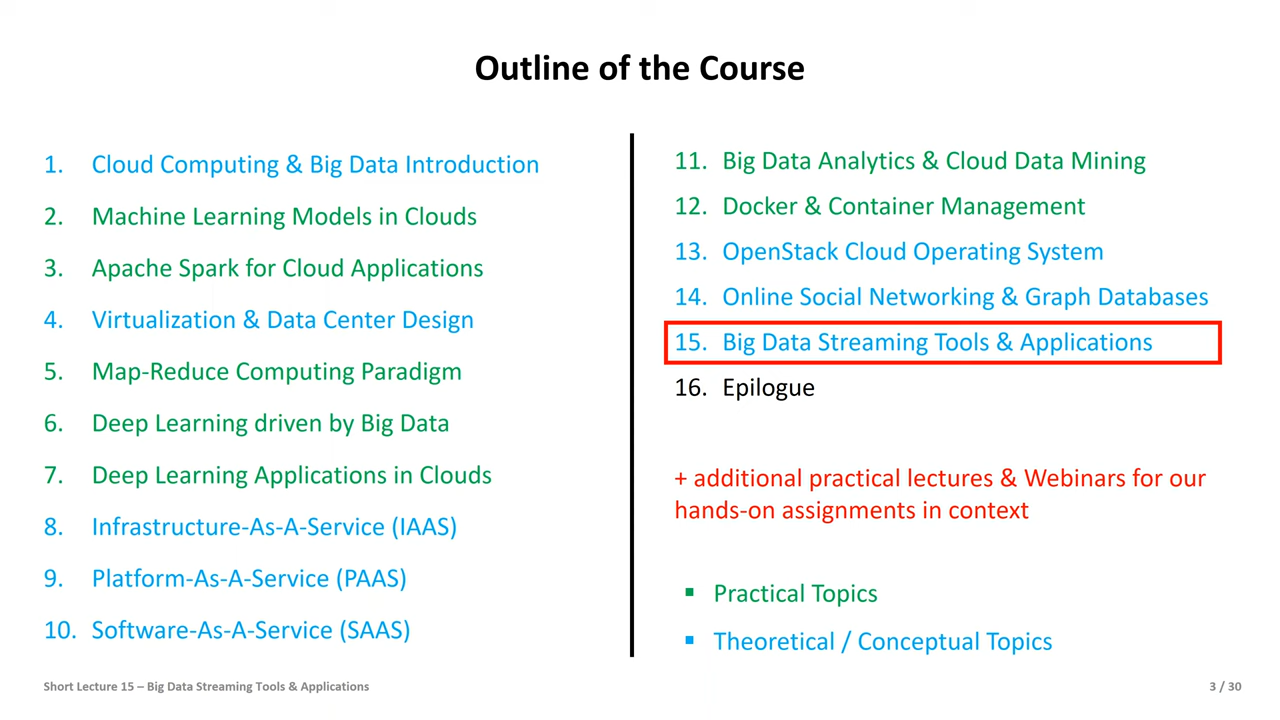 Outline of the Course
1. Cloud Computing & Big Data Introduction
2. Machine Learning Models in Clouds
3. Apache Spark for Cloud Applications
4. Virtualization & Data Center Design
5. Map-Reduce Computing Paradigm
6. Deep Learning driven by Big Data
7. Deep Learning Applications in Clouds
8. Infrastructure-As-A-Service (IAAS)
9. Platform-As-A-Service (PAAS)
10. Software-As-A-Service (SAAS)
11. Big Data Analytics & Cloud Data Mining
12. Docker & Container Management
13. OpenStack Cloud Operating System
14. Online Social Networking & Graph Databases
15. Big Data Streaming Tools & Applications
16. Epilogue
+ additional practical lectures & Webinars for our
hands-on assignments in context
▪ Practical Topics
▪ Theoretical / Conceptual Topics
Short Lecture 15 – Big Data Streaming Tools & Applications
3 / 30